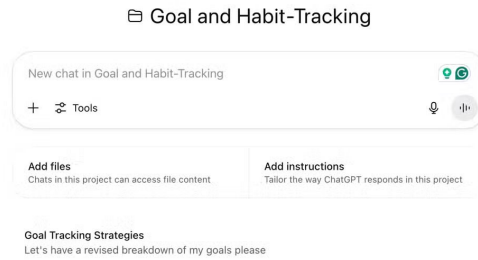 Goal and Habit-Tracking
New chat in Goal and Habit-Tracking
Tools
Add files
Chats in this project can access file content
Add instructions
Tailor the way ChatGPT responds in this project
Goal Tracking Strategies
Let's have a revised breakdown of my goals please